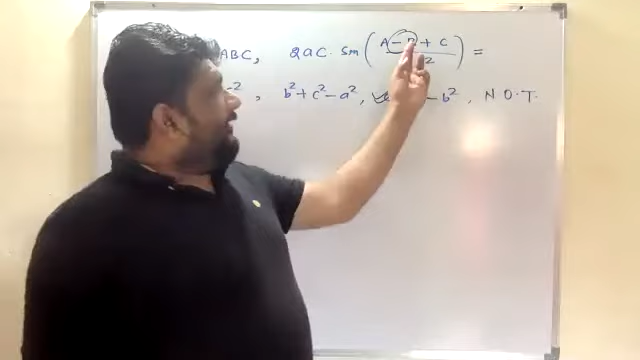 ABC, 2ac. sin ( A - B + C / 2 ) =
-2, b² + c² - a², - b², N.O.T.